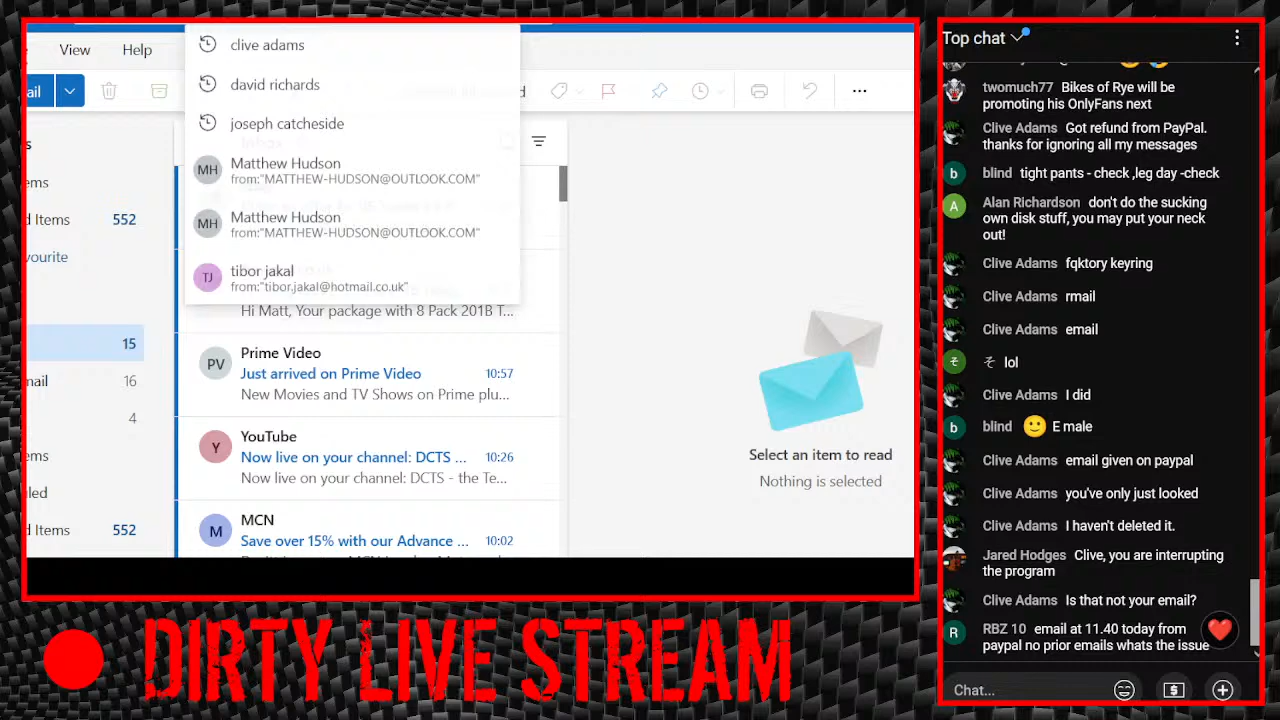 View
Help
clive adams
david richards
joseph catcheside
Matthew Hudson
from:"MATTHEW-HUDSON@OUTLOOK.COM"
Matthew Hudson
from:"MATTHEW-HUDSON@OUTLOOK.COM"
TJ
MH
MH
tibor jakal
from:"tibor.jakal@hotmail.co.uk"
Hi Matt, Your package with 8 Pack 201B T...
PV
Prime Video
Just arrived on Prime Video
10:57
New Movies and TV Shows on Prime plu...
Y
YouTube
Now live on your channel: DCTS ...
10:26
Now live on your channel: DCTS - the Te...
M
MCN
Save over 15% with our Advance ...
10:02
ail
s
ems
d Items
552
vourite
15
mail
16
4
ems
led
d Items
552
Select an item to read
Nothing is selected
DIRTY LIVE STREAM
Top chat
twomuch77 Bikes of Rye will be
promoting his OnlyFans next
Clive Adams Got refund from PayPal.
thanks for ignoring all my messages
b
blind tight pants - check ,leg day -check
A
Alan Richardson don't do the sucking
own disk stuff, you may put your neck
out!
Clive Adams fqktory keyring
Clive Adams rmail
Clive Adams email
そ
そ lol
Clive Adams I did
b
blind E male
Clive Adams email given on paypal
Clive Adams you've only just looked
Clive Adams I haven't deleted it.
Jared Hodges Clive, you are interrupting
the program
Clive Adams Is that not your email?
R
RBZ 10 email at 11.40 today from
paypal no prior emails whats the issue
Chat...